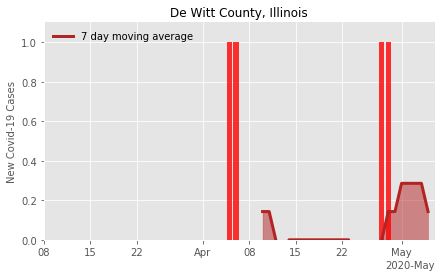 De Witt County, Illinois
7 day moving average
New Covid-19 Cases
1.0
0.8
0.6
0.4
0.2
0.0
08 15 22 Apr 08 15 22 May
2020-May